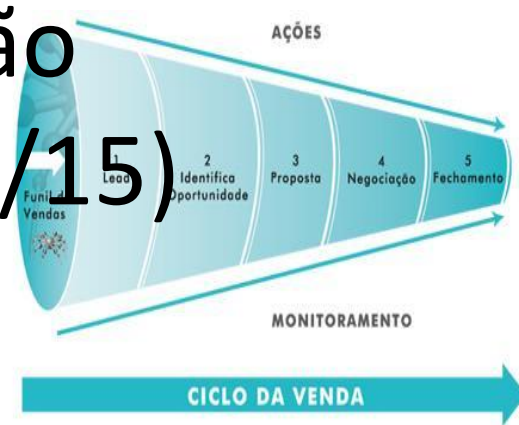 ão
/15)
AÇÕES
Funil d
Vendas
1
Lead
2
Identifica
Oportunidade
3
Proposta
4
Negociação
5
Fechamento
MONITORAMENTO
CICLO DA VENDA